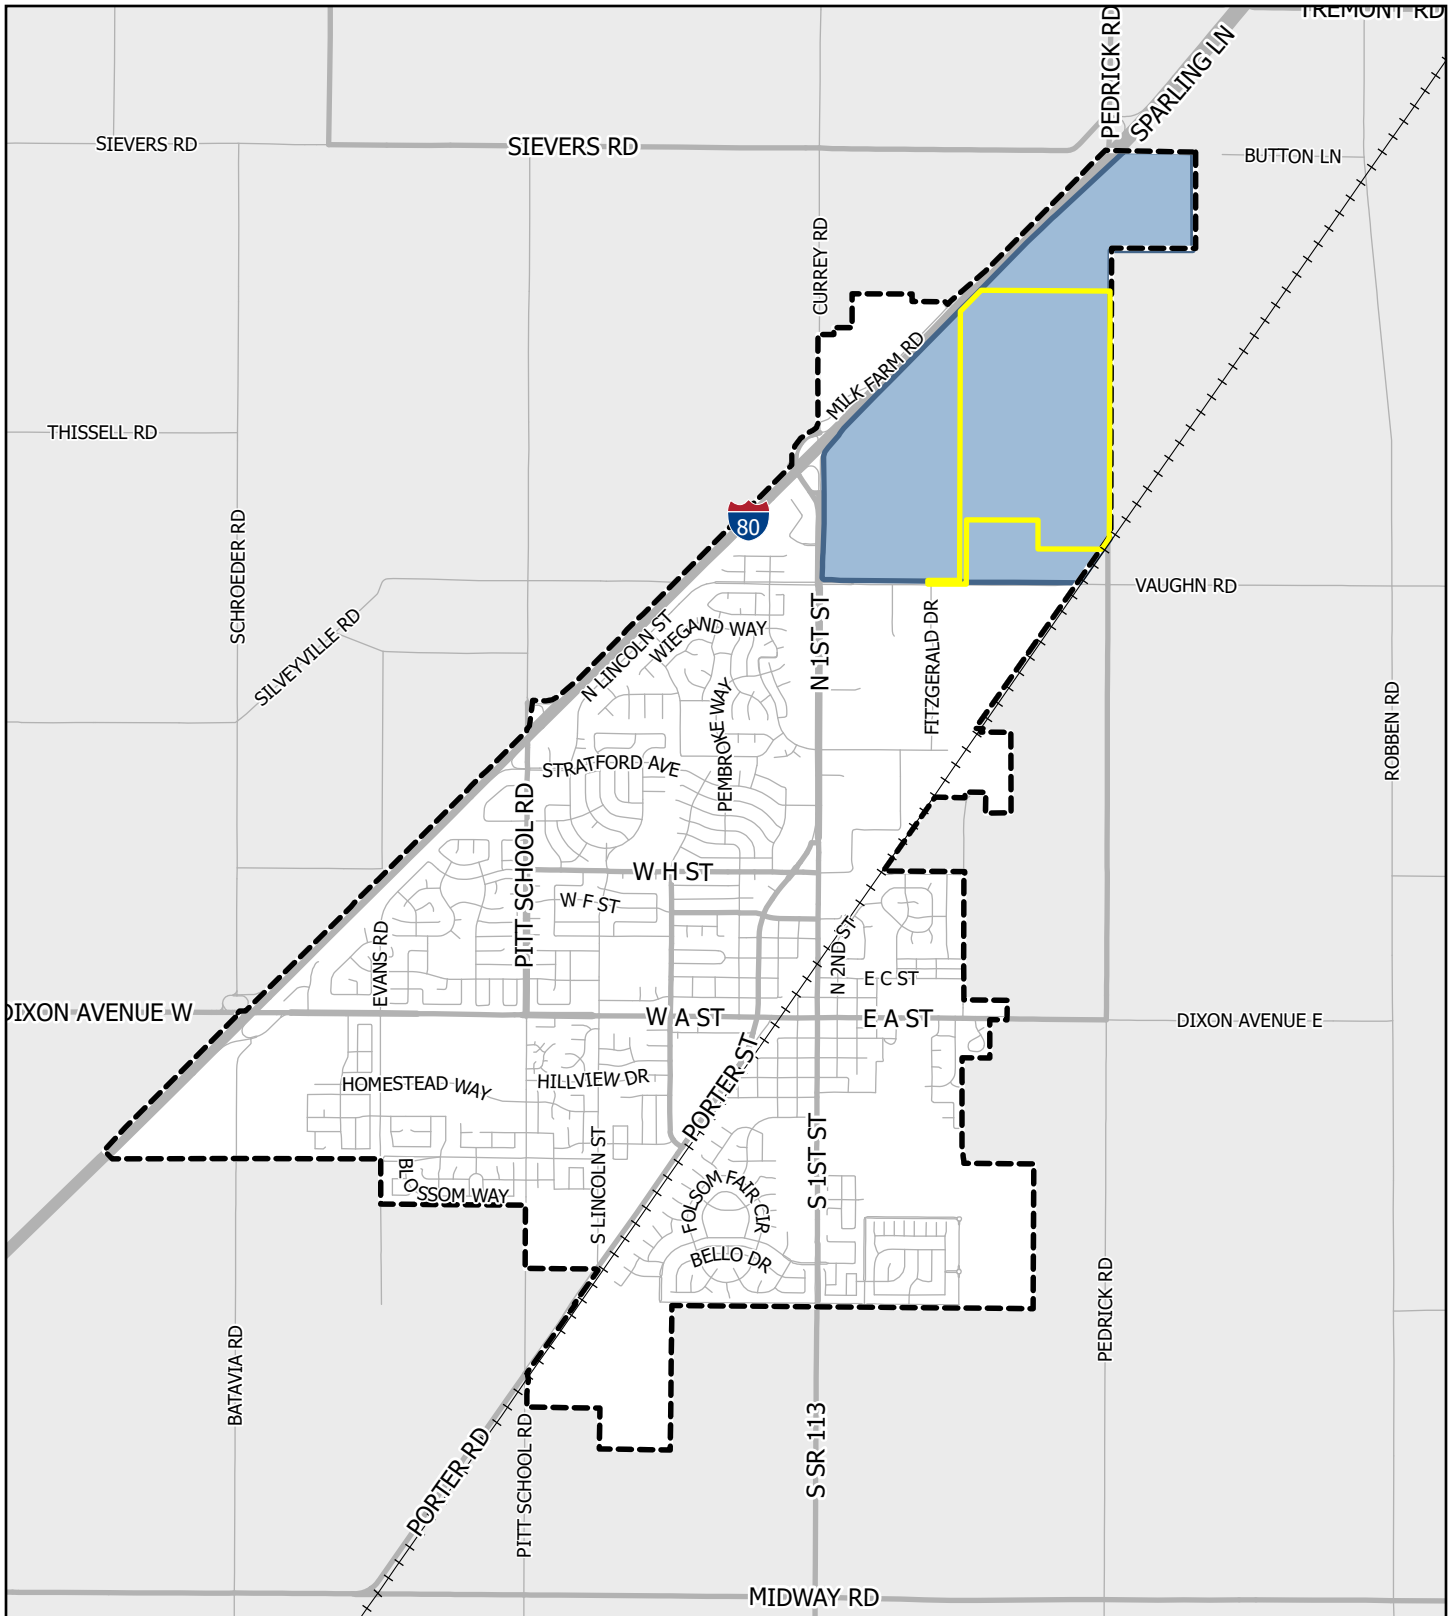 TREMONT RD
PEDRICK RD
SPARLING LN
SIEVERS RD
SIEVERS RD
BUTTON LN
CURREY RD
MILK FARM RD
THISSELL RD
80
SCHROEDER RD
VAUGHN RD
SILVEYVILLE RD
N LINCOLN ST
WIEGAND WAY
N 1ST ST
FITZGERALD DR
PEMBROKE WAY
ROBBEN RD
STRATFORD AVE
PITT SCHOOL RD
W H ST
W F ST
EVANS RD
N 2ND ST
E C ST
DIXON AVENUE W
W A ST
E A ST
DIXON AVENUE E
HOMESTEAD WAY
HILLVIEW DR
PORTER ST
S LINCOLN ST
S 1ST ST
BLOSSOM WAY
FOLSOM FAIR CIR
BELLO DR
PEDRICK RD
BATAVIA RD
PITT SCHOOL RD
PORTER RD
S SR 113
MIDWAY RD